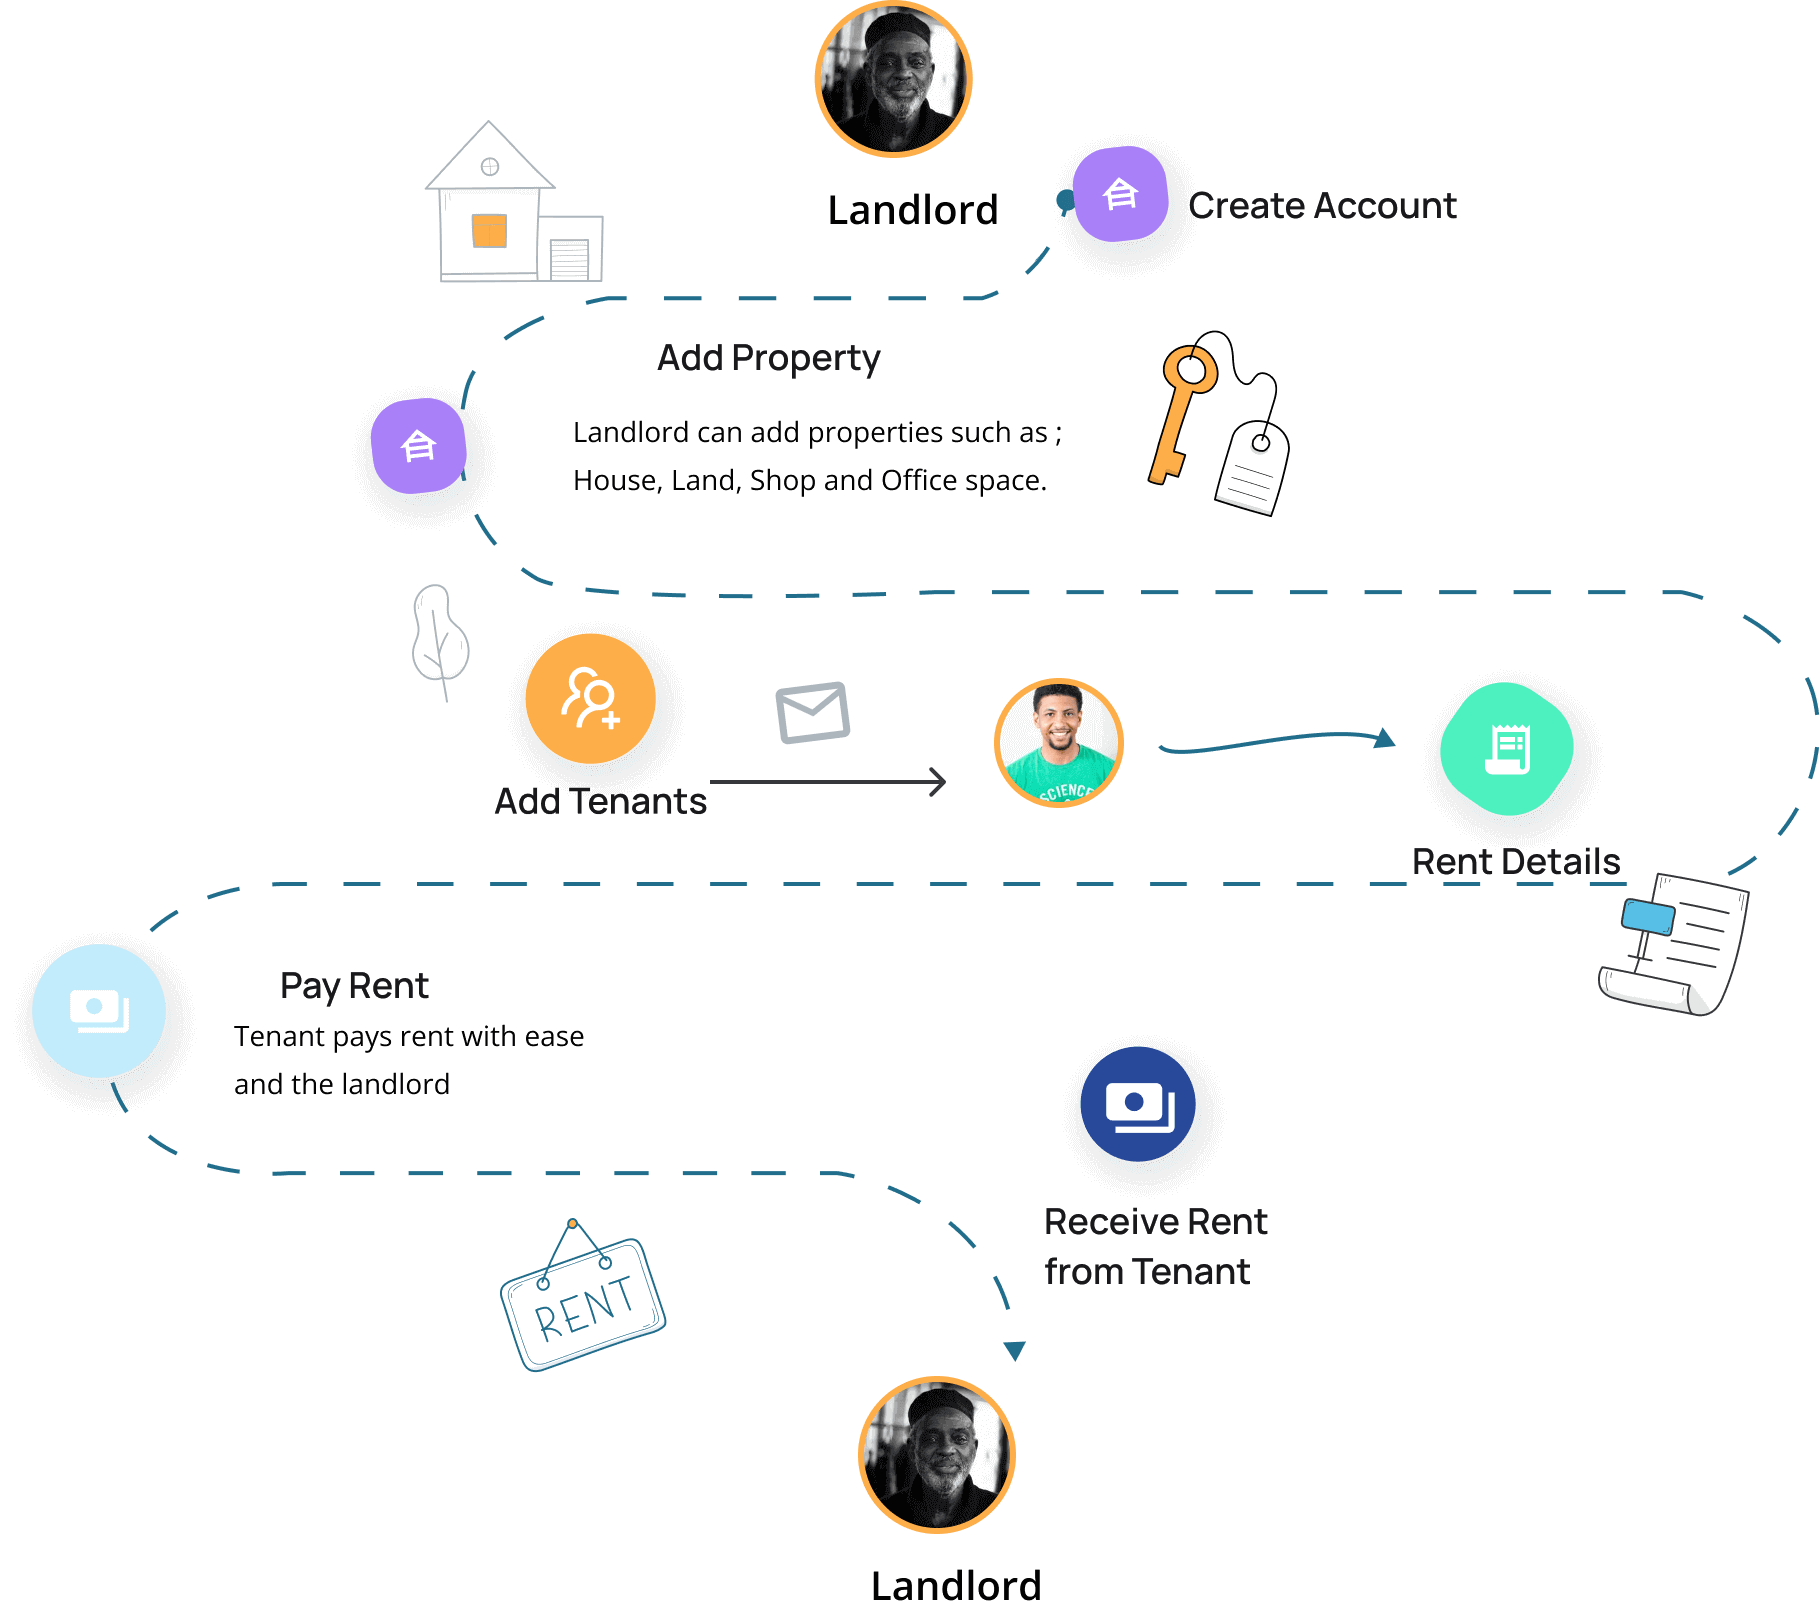 Landlord
Create Account
Add Property
Landlord can add properties such as ;
House, Land, Shop and Office space.
SCIENCE
Add Tenants
Rent Details
Pay Rent
Tenant pays rent with ease
and the landlord
Receive Rent
from Tenant
RENT
Landlord